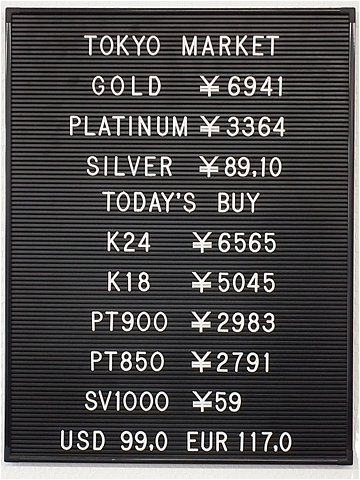 TOKYO MARKET
GOLD ¥6941
PLATINUM ¥3364
SILVER ¥89.10
TODAY'S BUY
K24 ¥6565
K18 ¥5045
PT900 ¥2983
PT850 ¥2791
SV1000 ¥59
USD 99.0 EUR 117.0